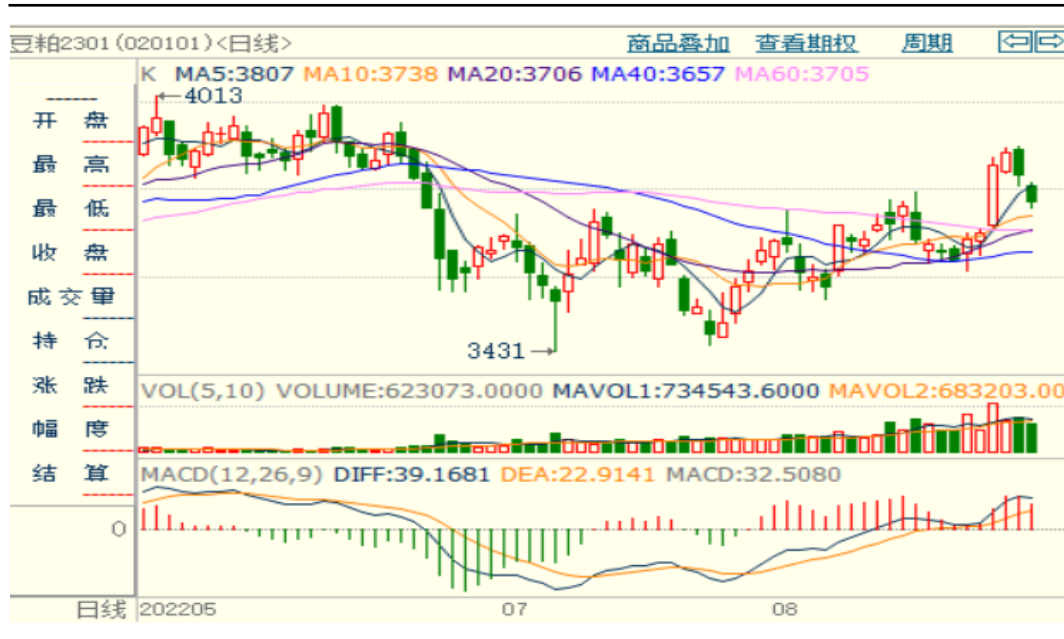 豆粕2301(020101)<日线> 商品叠加 查看期权 周期
K MA5:3807 MA10:3738 MA20:3706 MA40:3657 MA60:3705
4013
开 盘
最 高
最 低
收 盘
成交量
持 仓
涨 跌
幅 度
结 算
3431
VOL(5,10) VOLUME:623073.0000 MAVOL1:734543.6000 MAVOL2:683203.00
MACD(12,26,9) DIFF:39.1681 DEA:22.9141 MACD:32.5080
0
日线 202205 07 08